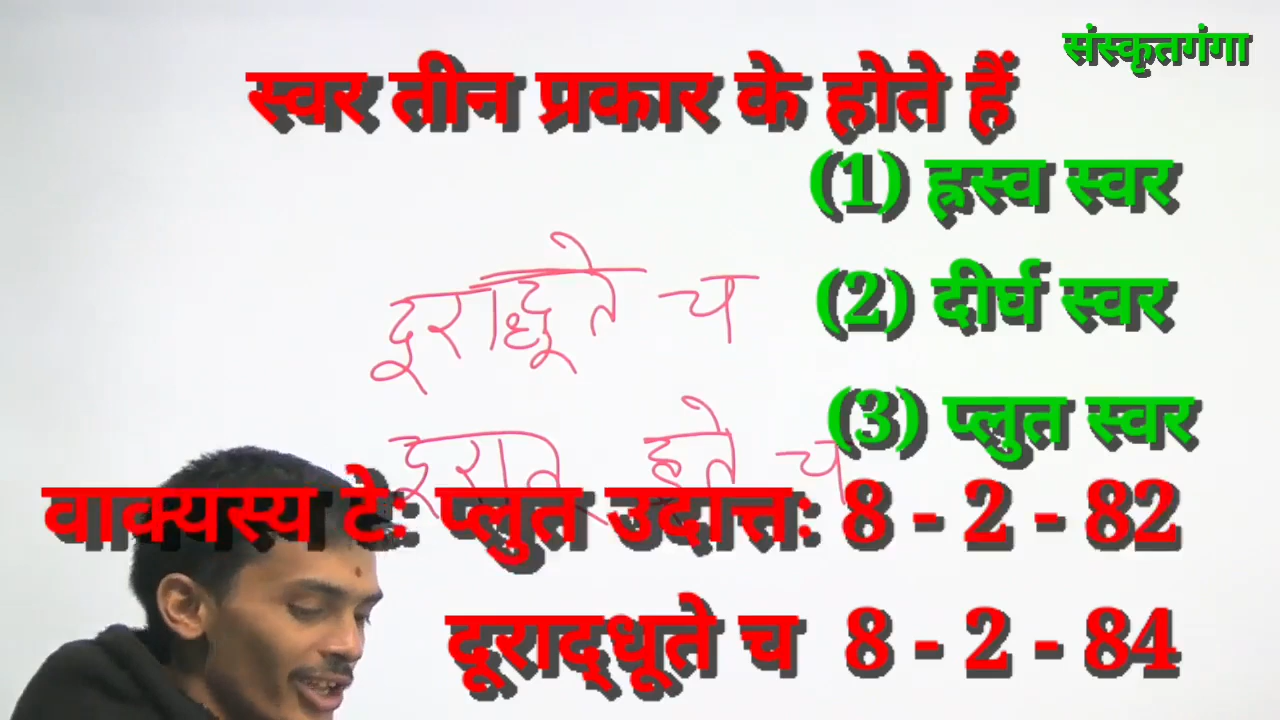 संस्कृतगंगा
स्वर तीन प्रकार के होते हैं
(1) ह्रस्व स्वर
(2) दीर्घ स्वर
(3) प्लुत स्वर
दूराद्धूते च
दूरात् हूते च
वाक्यस्य टेः प्लुत उदात्तः 8 - 2 - 82
दूराद्धूते च 8 - 2 - 84